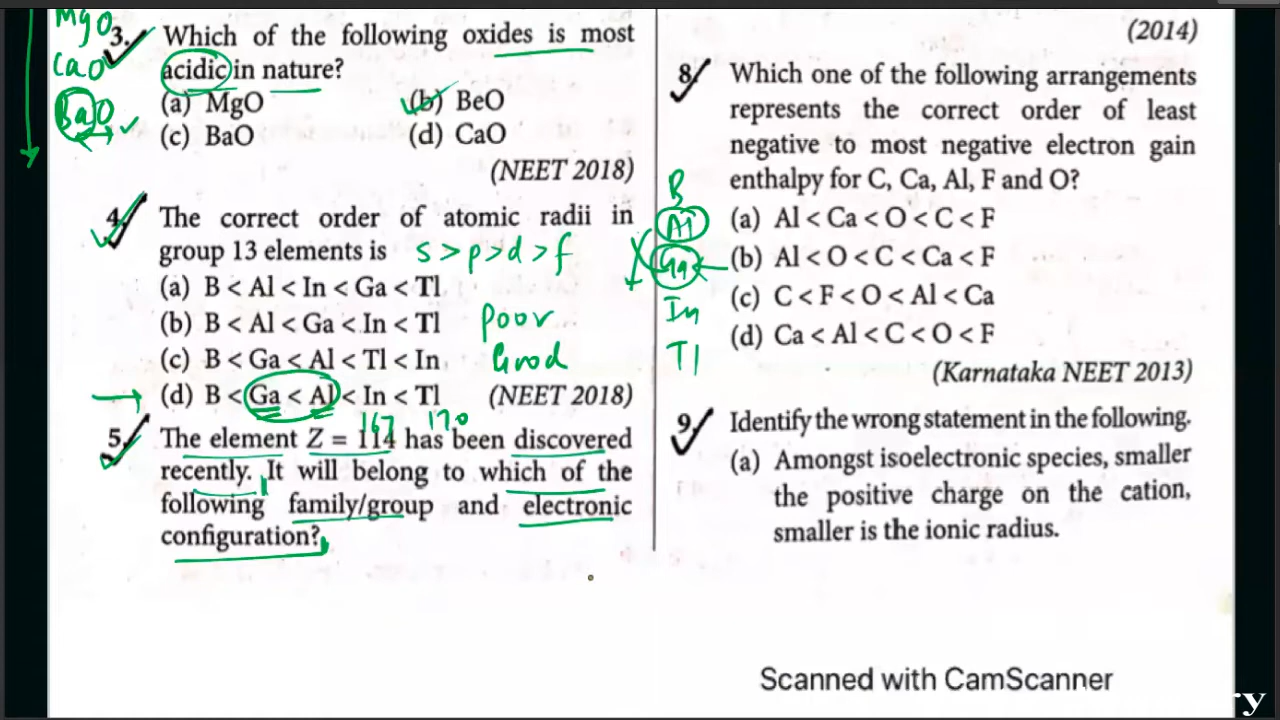 MgO
CaO
BaO
3. Which of the following oxides is most
acidic in nature?
(a) MgO (b) BeO
(c) BaO (d) CaO
(NEET 2018)
4. The correct order of atomic radii in
group 13 elements is s > p > d > f
(a) B < Al < In < Ga < Tl
(b) B < Al < Ga < In < Tl poor
(c) B < Ga < Al < Tl < In Good
(d) B < Ga < Al < In < Tl (NEET 2018)
167 170
5. The element Z = 114 has been discovered
recently. It will belong to which of the
following family/group and electronic
configuration?
B
Al
Ga
In
Tl
(2014)
8. Which one of the following arrangements
represents the correct order of least
negative to most negative electron gain
enthalpy for C, Ca, Al, F and O?
(a) Al < Ca < O < C < F
(b) Al < O < C < Ca < F
(c) C < F < O < Al < Ca
(d) Ca < Al < C < O < F
(Karnataka NEET 2013)
9. Identify the wrong statement in the following.
(a) Amongst isoelectronic species, smaller
the positive charge on the cation,
smaller is the ionic radius.
Scanned with CamScanner
ry